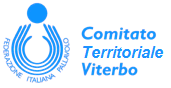 FEDERAZIONE ITALIANA PALLAVOLO
Comitato
Territoriale
Viterbo